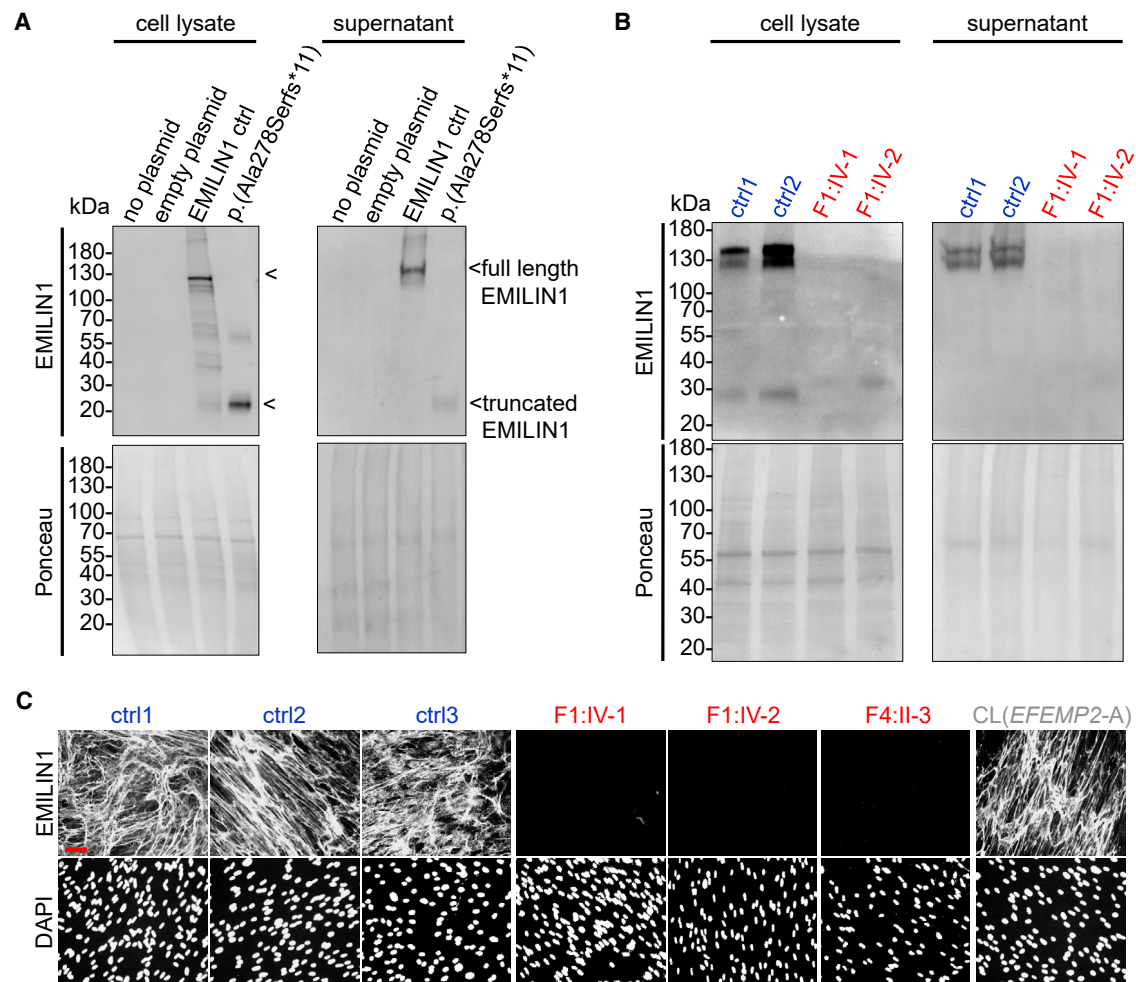 A
cell lysate
supernatant
no plasmid
empty plasmid
EMILIN1 ctrl
p.(Ala278Serfs*11)
no plasmid
empty plasmid
EMILIN1 ctrl
p.(Ala278Serfs*11)
kDa
EMILIN1
180-
130-
100-
70-
55-
40-
30-
20-
<
<
<full length
EMILIN1
<truncated
EMILIN1
Ponceau
180-
130-
100-
70-
55-
40-
30-
20-
B
cell lysate
supernatant
ctrl1
ctrl2
F1:IV-1
F1:IV-2
ctrl1
ctrl2
F1:IV-1
F1:IV-2
kDa
EMILIN1
180-
130-
100-
70-
55-
40-
30-
20-
Ponceau
180-
130-
100-
70-
55-
40-
30-
20-
C
ctrl1
ctrl2
ctrl3
F1:IV-1
F1:IV-2
F4:II-3
CL(EFEMP2-A)
EMILIN1
DAPI